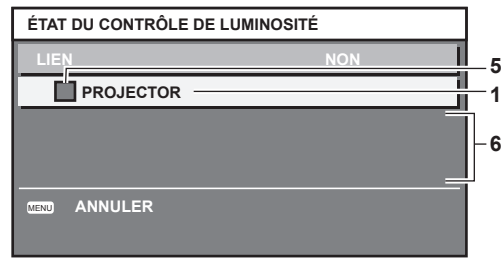 ÉTAT DU CONTRÔLE DE LUMINOSITÉ
LIEN NON
5
PROJECTOR
1
6
MENU ANNULER